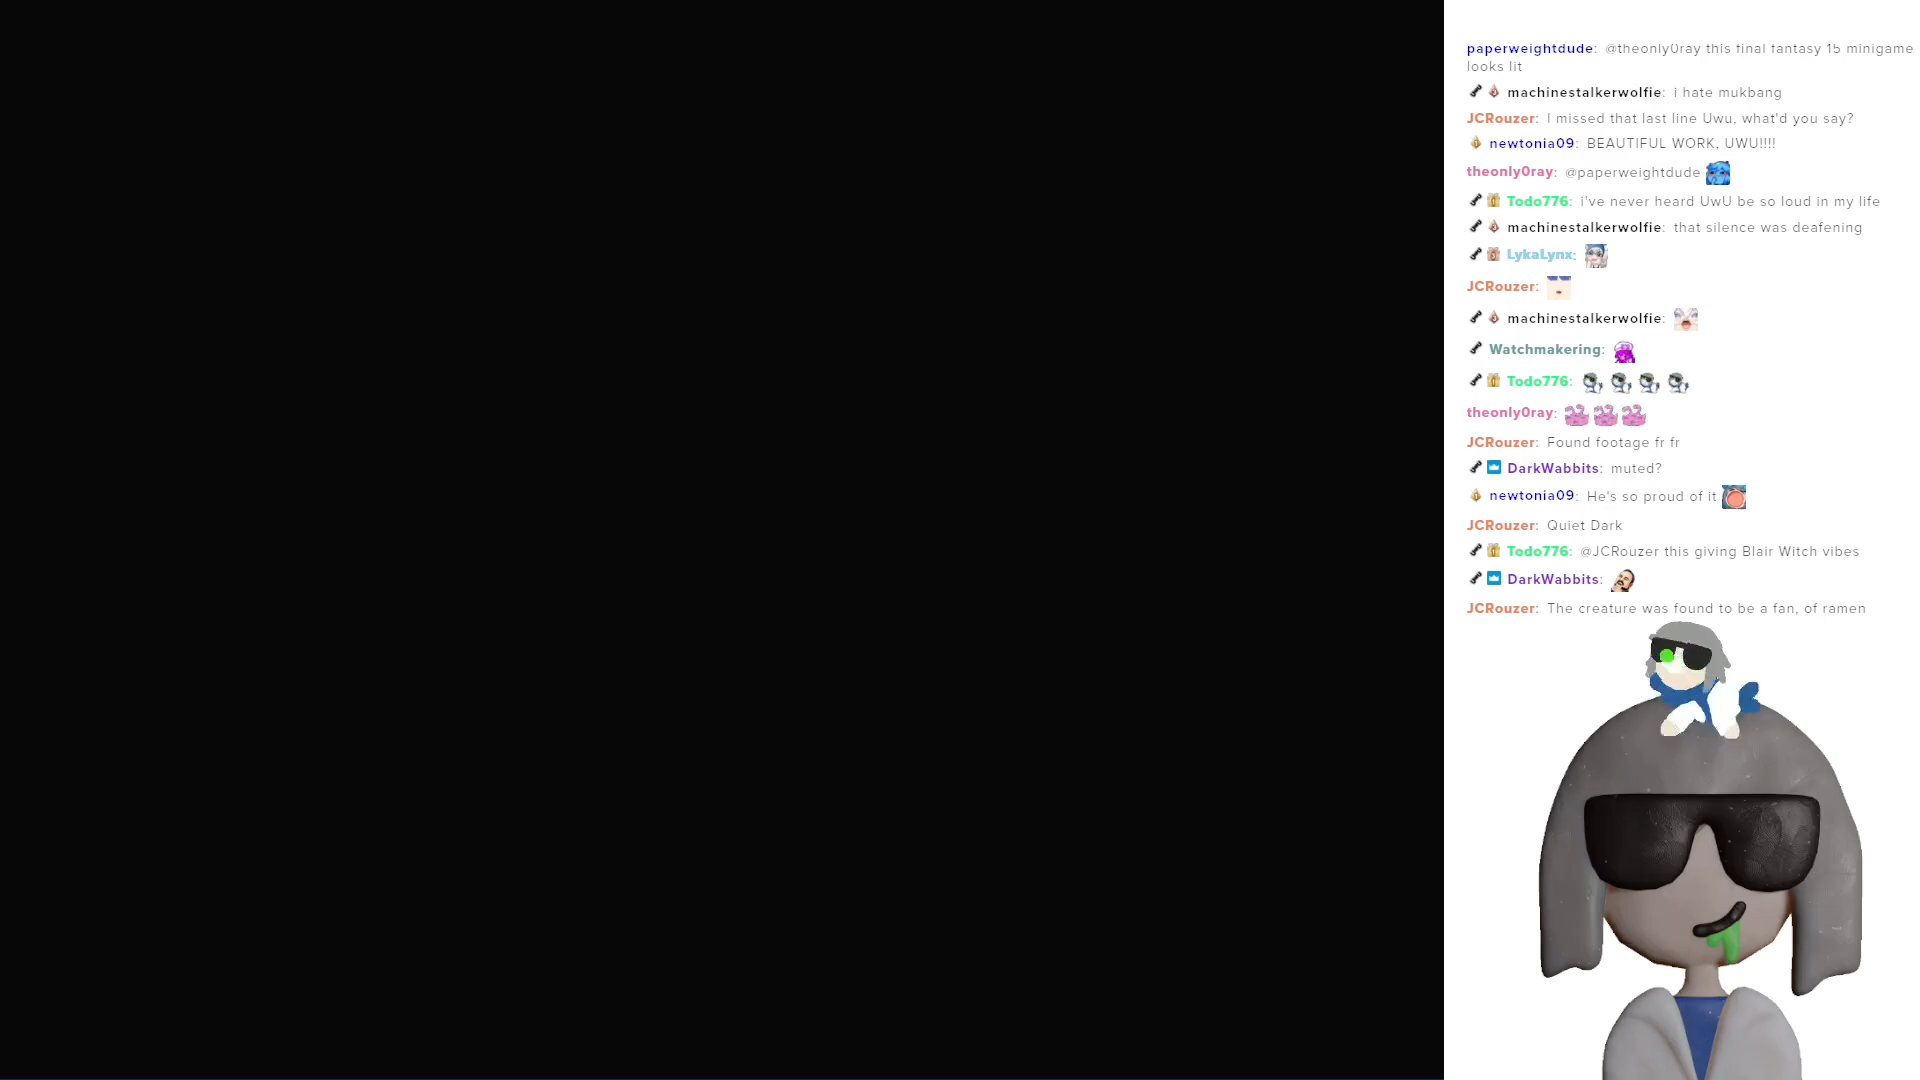 paperweightdude: @theonly0ray this final fantasy 15 minigame
looks lit
machinestalkerwolfie: i hate mukbang
JCRouzer: I missed that last line Uwu, what'd you say?
newtonia09: BEAUTIFUL WORK, UWU!!!!
theonly0ray: @paperweightdude
Todo776: i've never heard UwU be so loud in my life
machinestalkerwolfie: that silence was deafening
LykaLynx:
JCRouzer:
machinestalkerwolfie:
Watchmakering:
Todo776:
theonly0ray:
JCRouzer: Found footage fr fr
DarkWabbits: muted?
newtonia09: He's so proud of it
JCRouzer: Quiet Dark
Todo776: @JCRouzer this giving Blair Witch vibes
DarkWabbits:
JCRouzer: The creature was found to be a fan, of ramen